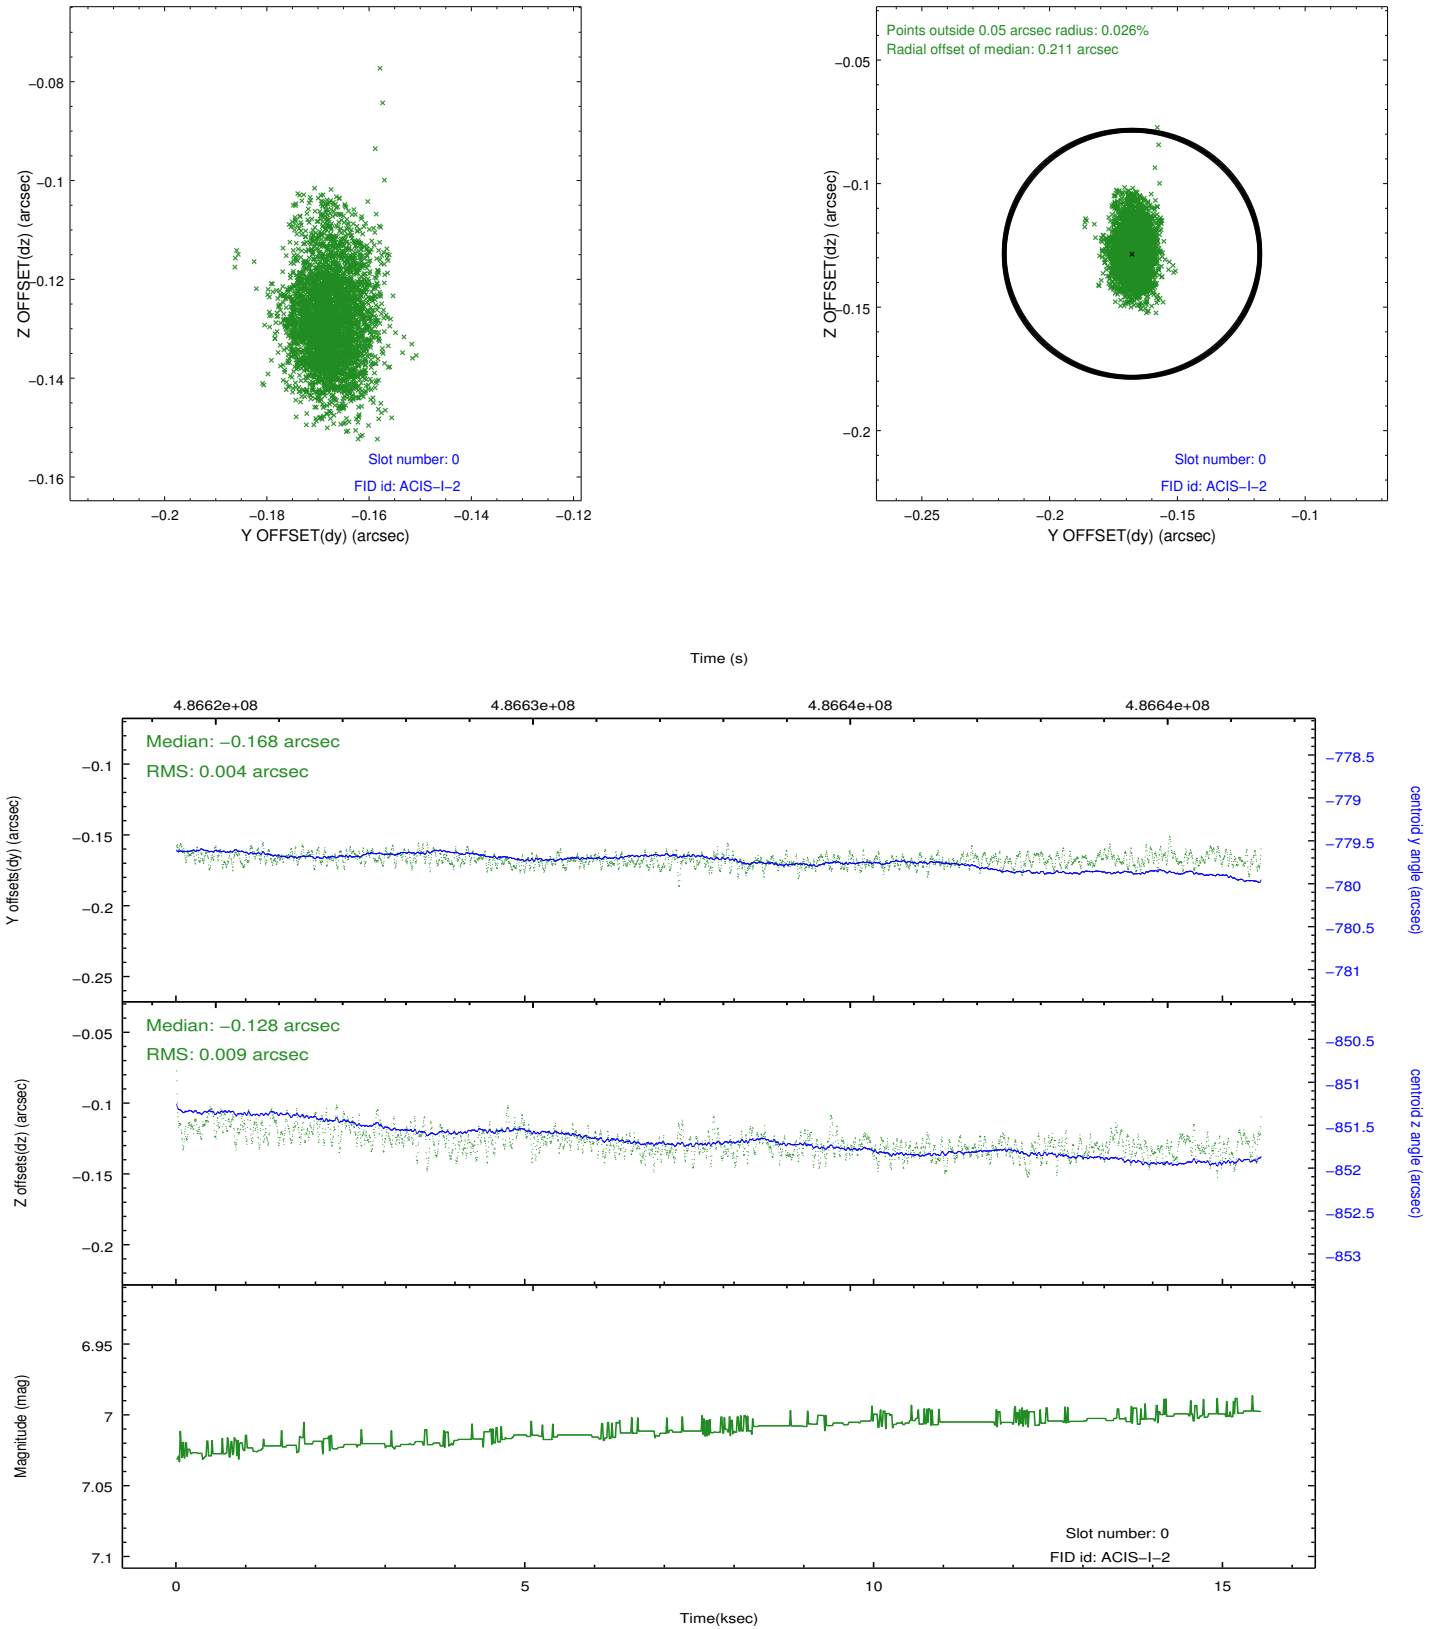 Z OFFSET(dz) (arcsec)
−0.08
−0.1
−0.12
−0.14
−0.16
Slot number: 0
FID id: ACIS−I−2
−0.2
−0.18
−0.16
−0.14
−0.12
Y OFFSET(dy) (arcsec)
Points outside 0.05 arcsec radius: 0.026%
Radial offset of median: 0.211 arcsec
Z OFFSET(dz) (arcsec)
−0.05
−0.1
−0.15
−0.2
Slot number: 0
FID id: ACIS−I−2
−0.25
−0.2
−0.15
−0.1
Y OFFSET(dy) (arcsec)
Time (s)
4.8662e+08
4.8663e+08
4.8664e+08
4.8664e+08
Median: −0.168 arcsec
RMS: 0.004 arcsec
Y offsets(dy) (arcsec)
−0.1
−0.15
−0.2
−0.25
−778.5
−779
−779.5
−780
−780.5
−781
centroid y angle (arcsec)
Median: −0.128 arcsec
RMS: 0.009 arcsec
Z offsets(dz) (arcsec)
−0.05
−0.1
−0.15
−0.2
−850.5
−851
−851.5
−852
−852.5
−853
centroid z angle (arcsec)
Magnitude (mag)
6.95
7
7.05
7.1
Slot number: 0
FID id: ACIS−I−2
0
5
10
15
Time(ksec)